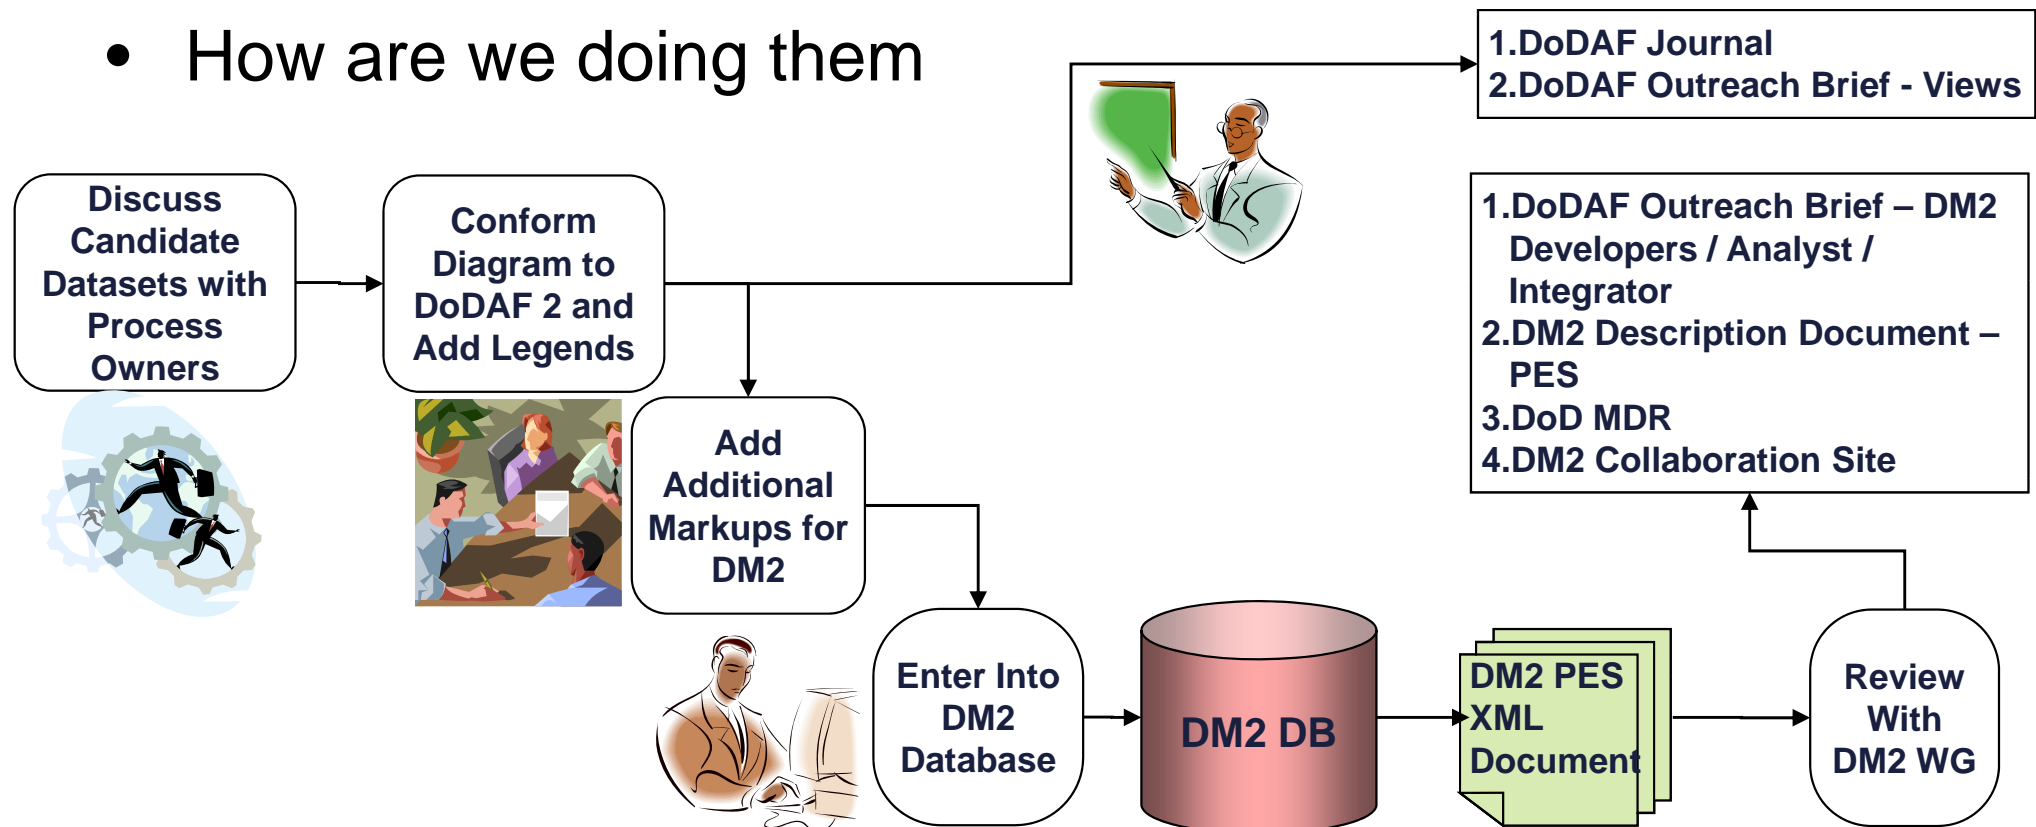 • How are we doing them
1.DoDAF Journal
2.DoDAF Outreach Brief - Views
Discuss
Candidate
Datasets with
Process
Owners
Conform
Diagram to
DoDAF 2 and
Add Legends
1.DoDAF Outreach Brief – DM2
Developers / Analyst /
Integrator
2.DM2 Description Document –
PES
3.DoD MDR
4.DM2 Collaboration Site
Add
Additional
Markups for
DM2
Enter Into
DM2
Database
DM2 DB
DM2 PES
XML
Document
Review
With
DM2 WG